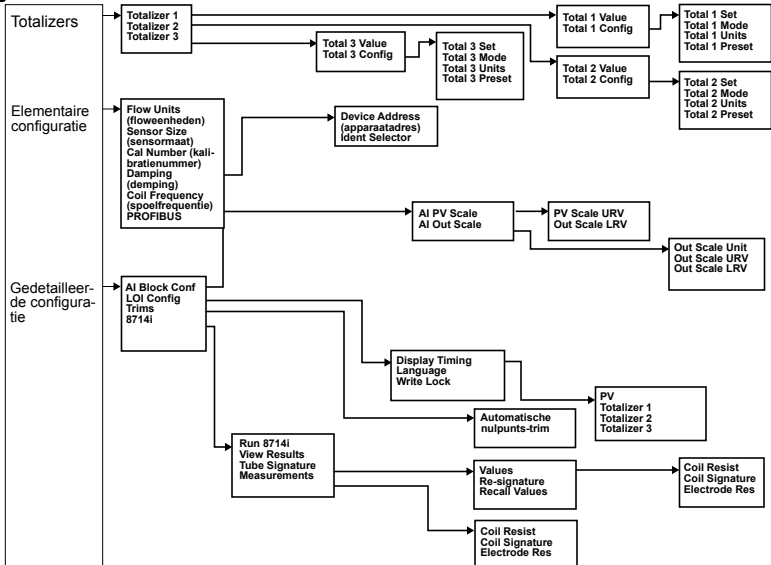 Totalizers
Totalizer 1
Totalizer 2
Totalizer 3
Total 1 Value
Total 1 Config
Total 1 Set
Total 1 Mode
Total 1 Units
Total 1 Preset
Total 3 Value
Total 3 Config
Total 3 Set
Total 3 Mode
Total 3 Units
Total 3 Preset
Total 2 Value
Total 2 Config
Total 2 Set
Total 2 Mode
Total 2 Units
Total 2 Preset
Elementaire
configuratie
Flow Units
(floweenheden)
Sensor Size
(sensormaat)
Cal Number (kali-
bratienummer)
Damping
(demping)
Coil Frequency
(spoelfrequentie)
PROFIBUS
Device Address
(apparaatadres)
Ident Selector
AI PV Scale
AI Out Scale
PV Scale URV
Out Scale LRV
Out Scale Unit
Out Scale URV
Out Scale LRV
Gedetailleer-
de configura-
tie
AI Block Conf
LOI Config
Trims
8714i
Display Timing
Language
Write Lock
PV
Totalizer 1
Totalizer 2
Totalizer 3
Automatische
nulpunts-trim
Run 8714i
View Results
Tube Signature
Measurements
Values
Re-signature
Recall Values
Coil Resist
Coil Signature
Electrode Res
Coil Resist
Coil Signature
Electrode Res